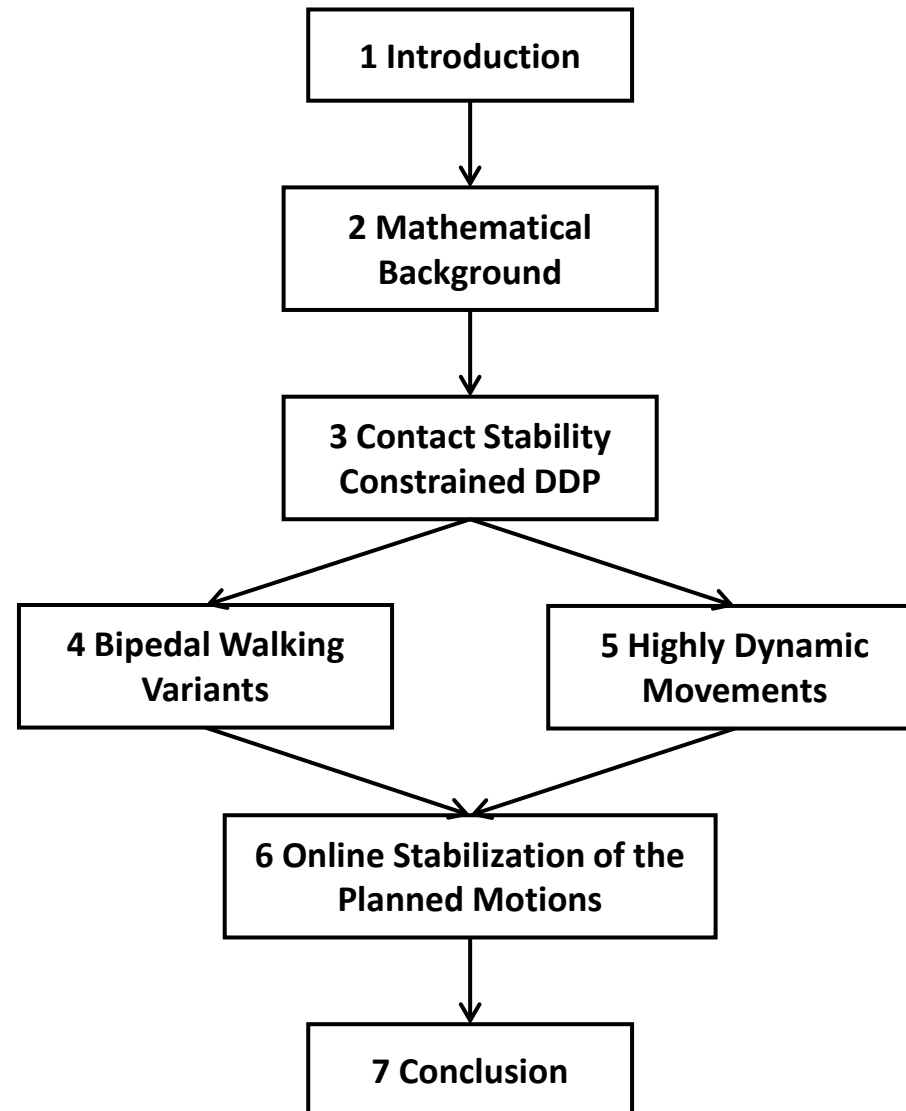 1 Introduction
2 Mathematical
Background
3 Contact Stability
Constrained DDP
4 Bipedal Walking
Variants
5 Highly Dynamic
Movements
6 Online Stabilization of the
Planned Motions
7 Conclusion